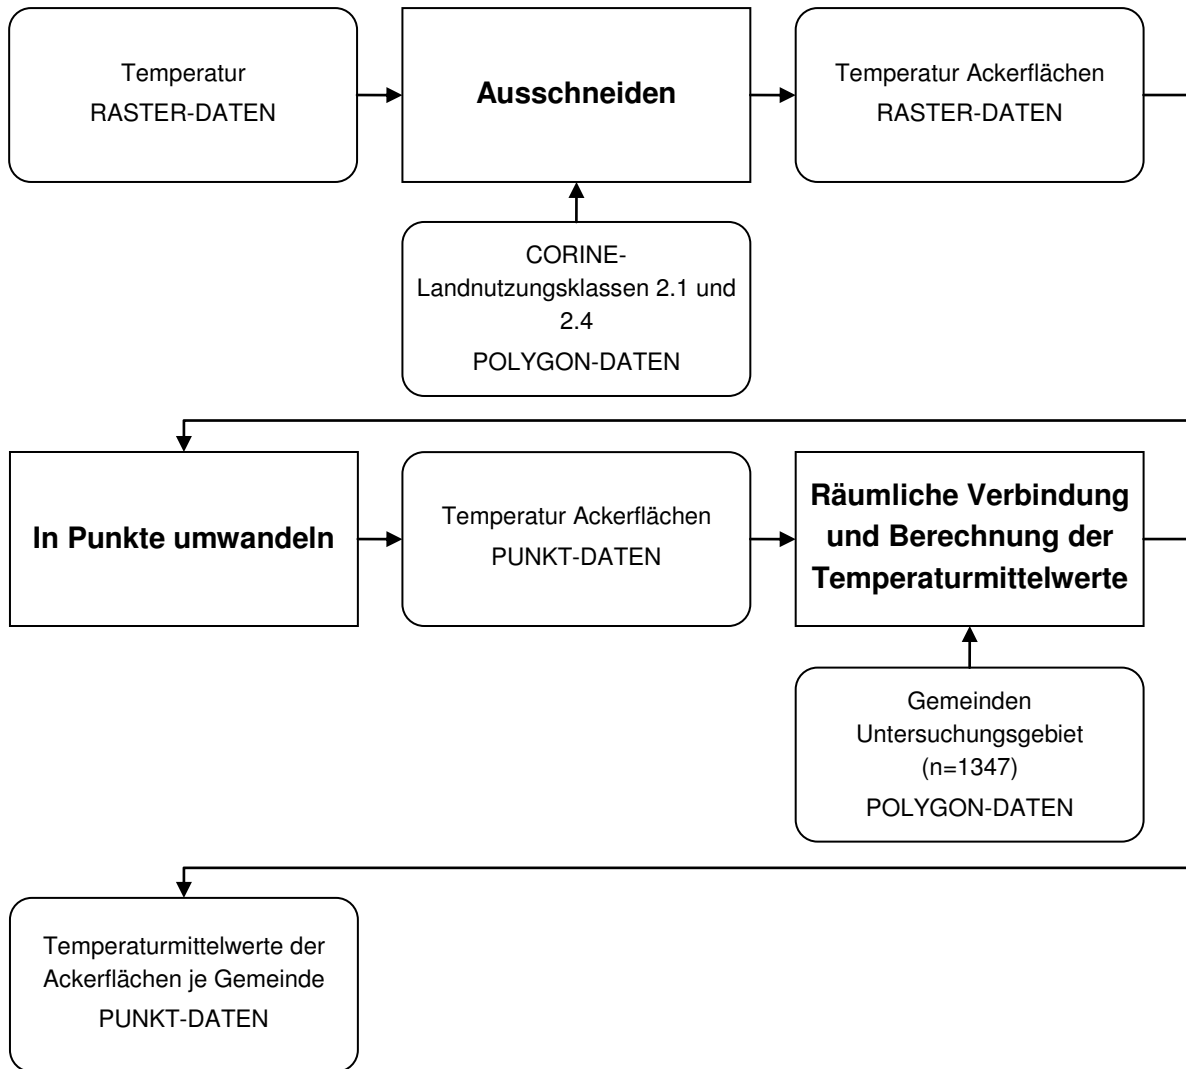 Temperatur
RASTER-DATEN
Ausschneiden
Temperatur Ackerflächen
RASTER-DATEN
CORINE-
Landnutzungsklassen 2.1 und
2.4
POLYGON-DATEN
In Punkte umwandeln
Temperatur Ackerflächen
PUNKT-DATEN
Räumliche Verbindung
und Berechnung der
Temperaturmittelwerte
Gemeinden
Untersuchungsgebiet
(n=1347)
POLYGON-DATEN
Temperaturmittelwerte der
Ackerflächen je Gemeinde
PUNKT-DATEN